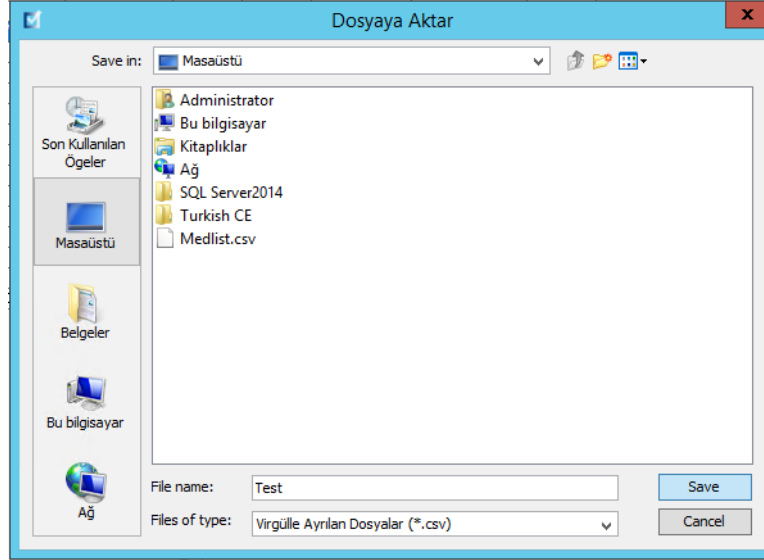 Dosyaya Aktar
x
Save in:
Masaüstü
Son Kullanılan
Ögeler
Masaüstü
Belgeler
Bu bilgisayar
Ağ
Administrator
Bu bilgisayar
Kitaplıklar
Ağ
SQL Server2014
Turkish CE
Medlist.csv
File name:
Test
Save
Files of type:
Virgülle Ayrılan Dosyalar (*.csv)
Cancel